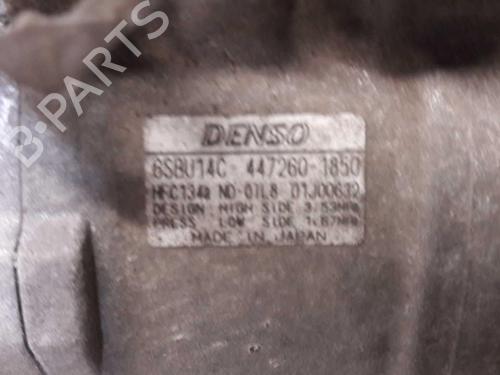 B-PARTS
DENSO
6SBU14C 447260-1850
HFC134a ND-OIL8 01J00632
DESIGN HIGH SIDE 3.53MPa
PRESS. LOW SIDE 1.67MPa
MADE IN JAPAN
B-PARTS